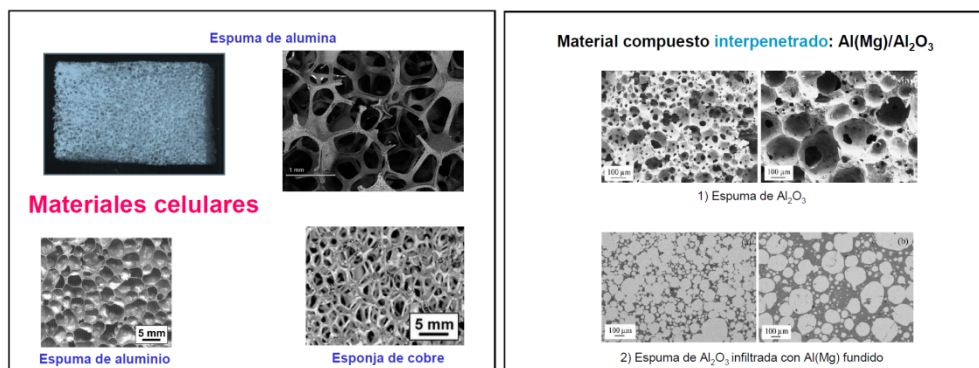 Espuma de alumina
1 mm
Materiales celulares
5 mm
Espuma de aluminio
5 mm
Esponja de cobre
Material compuesto interpenetrado: Al(Mg)/Al₂O₃
100 µm
100 µm
1) Espuma de Al₂O₃
(b)
100 µm
100 µm
2) Espuma de Al₂O₃ infiltrada con Al(Mg) fundido